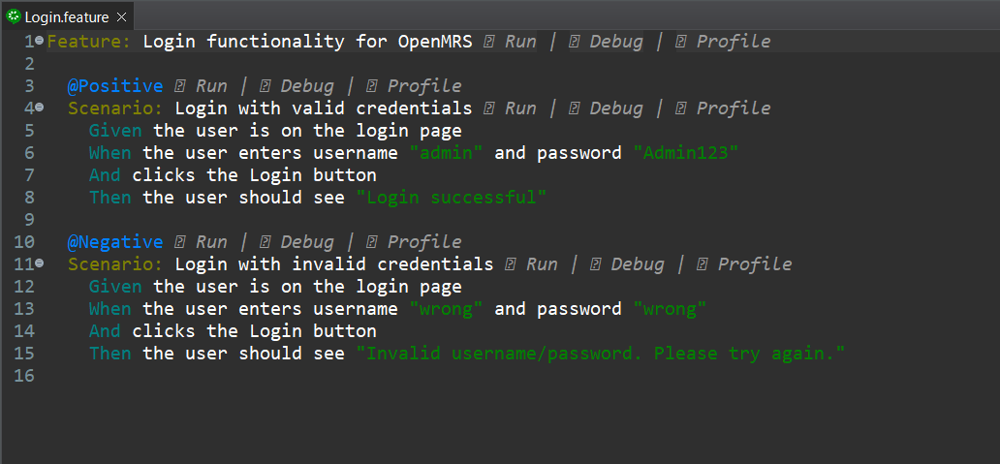 Login.feature
1 Feature: Login functionality for OpenMRS Run | Debug | Profile
2
3 @Positive Run | Debug | Profile
4 Scenario: Login with valid credentials Run | Debug | Profile
5 Given the user is on the login page
6 When the user enters username "admin" and password "Admin123"
7 And clicks the Login button
8 Then the user should see "Login successful"
9
10 @Negative Run | Debug | Profile
11 Scenario: Login with invalid credentials Run | Debug | Profile
12 Given the user is on the login page
13 When the user enters username "wrong" and password "wrong"
14 And clicks the Login button
15 Then the user should see "Invalid username/password. Please try again."
16